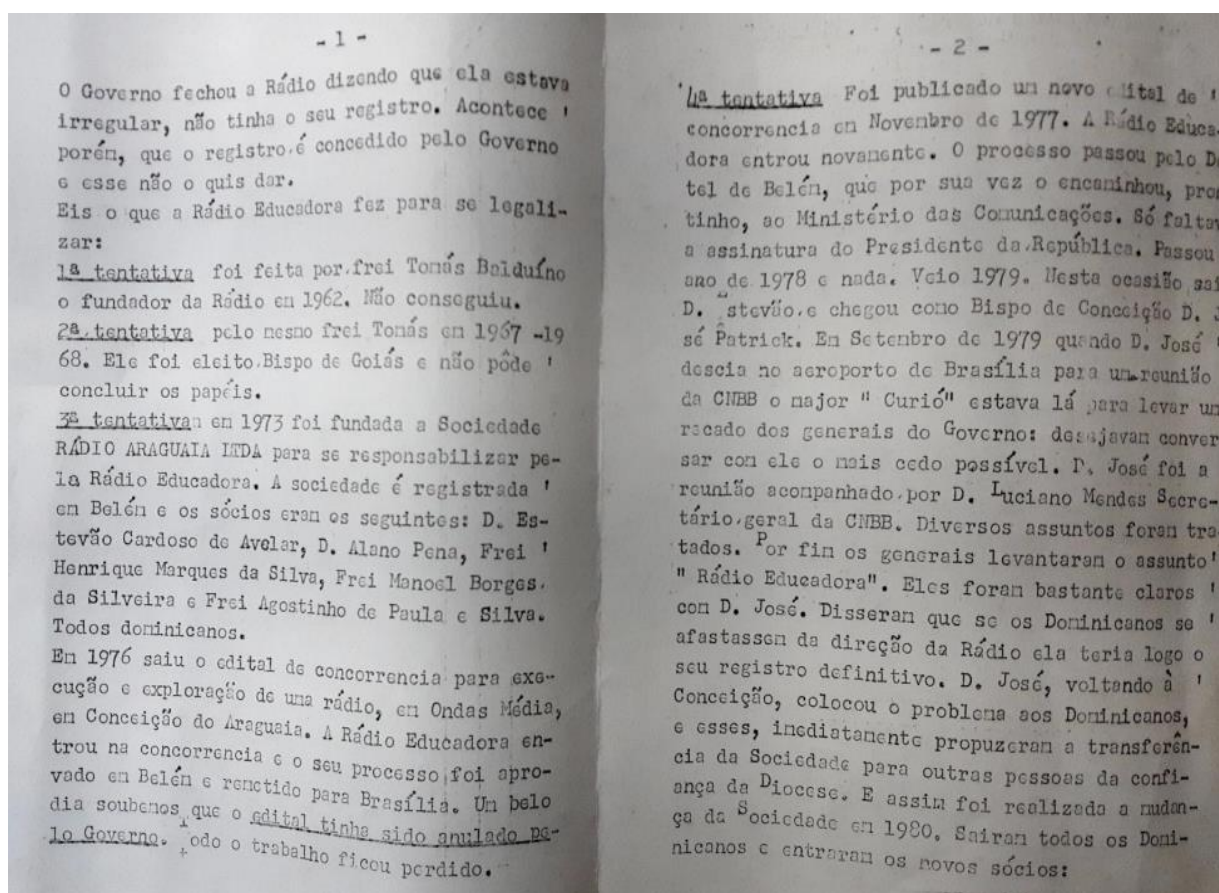 - 1 -
O Governo fechou a Rádio dizendo que ela estava
irregular, não tinha o seu registro. Acontece '
porém, que o registro é concedido pelo Governo
e esse não o quis dar.
Eis o que a Rádio Educadora fez para se legali-
zar:
1ª tentativa foi feita por frei Tomás Balduíno
o fundador da Rádio em 1962. Não conseguiu.
2ª tentativa pelo mesmo frei Tomás em 1967 -19
68. Ele foi eleito Bispo de Goiás e não pôde '
concluir os papéis.
3ª tentativa em 1973 foi fundada a Sociedade
RÁDIO ARAGUAIA LTDA para se responsabilizar pe-
la Rádio Educadora. A sociedade é registrada '
em Belém e os sócios eram os seguintes: D. Es-
tevão Cardoso de Avelar, D. Alano Pena, Frei '
Henrique Marques da Silva, Frei Manoel Borges
da Silveira e Frei Agostinho de Paula e Silva.
Todos dominicanos.
Em 1976 saiu o edital de concorrencia para exe-
cução e exploração de uma rádio, em Ondas Média,
em Conceição do Araguaia. A Rádio Educadora en-
trou na concorrencia e o seu processo foi apro-
vado em Belém e remetido para Brasília. Um belo
dia soubemos que o edital tinha sido anulado pe-
lo Governo. odo o trabalho ficou perdido.
- 2 -
4ª tentativa Foi publicado um novo edital de '
concorrencia em Novembro de 1977. A Rádio Educa-
dora entrou novamente. O processo passou pelo De
tel de Belém, que por sua vez o encaminhou, pron
tinho, ao Ministério das Comunicações. Só faltav
a assinatura do Presidente da República. Passou
ano de 1978 e nada. Veio 1979. Nesta ocasião sai
D. stevão e chegou como Bispo de Conceição D. J
sé Patrick. Em Setembro de 1979 quando D. José '
descia no aeroporto de Brasília para um reunião
da CNBB o major " Curió" estava lá para levar um
recado dos generais do Governo: desejavam conver
sar com ele o mais cedo possível. D. José foi a
reunião acompanhado por D. Luciano Mendes Secre-
tário geral da CNBB. Diversos assuntos foram tra
tados. Por fim os generais levantaram o assunto'
" Rádio Educadora". Eles foram bastante claros '
com D. José. Disseram que se os Dominicanos se '
afastassem da direção da Rádio ela teria logo o
seu registro definitivo. D. José, voltando à '
Conceição, colocou o problema aos Dominicanos,
e esses, imediatamente propuzeram a transferên-
cia da Sociedade para outras pessoas da confi-
ança da Diocese. E assim foi realizada a mudan-
ça da Sociedade em 1980. Sairam todos os Domi-
nicanos e entraram os novos sócios: